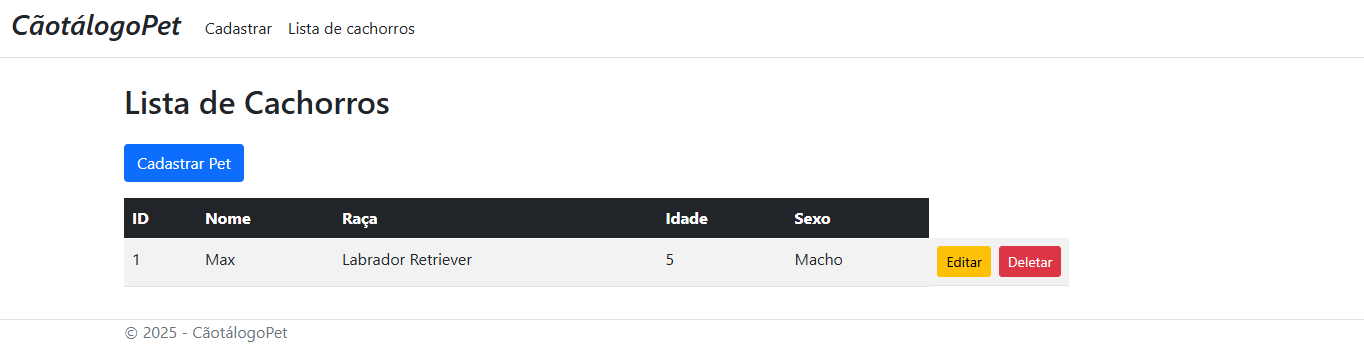 CãotálogoPet Cadastrar Lista de cachorros
Lista de Cachorros
Cadastrar Pet
ID Nome Raça Idade Sexo
1 Max Labrador Retriever 5 Macho Editar Deletar
© 2025 - CãotálogoPet